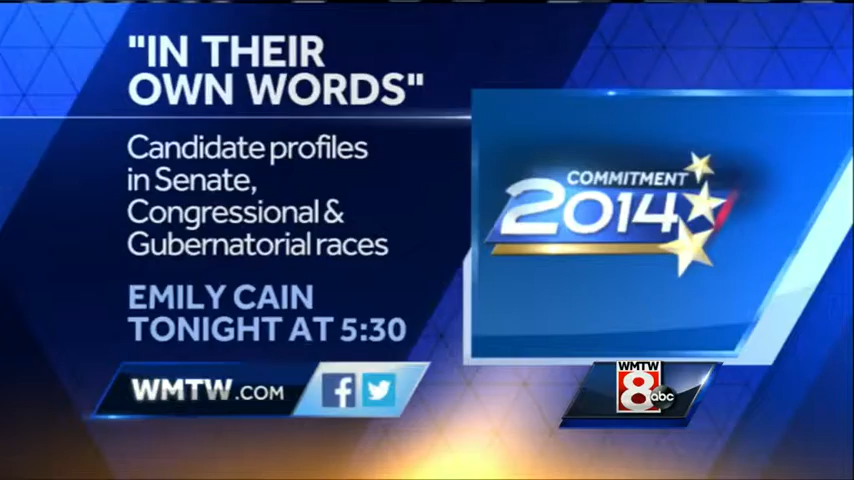 "IN THEIR
OWN WORDS"
Candidate profiles
in Senate,
Congressional &
Gubernatorial races
EMILY CAIN
TONIGHT AT 5:30
COMMITMENT
2014
WMTW.COM
WMTW
8
abc